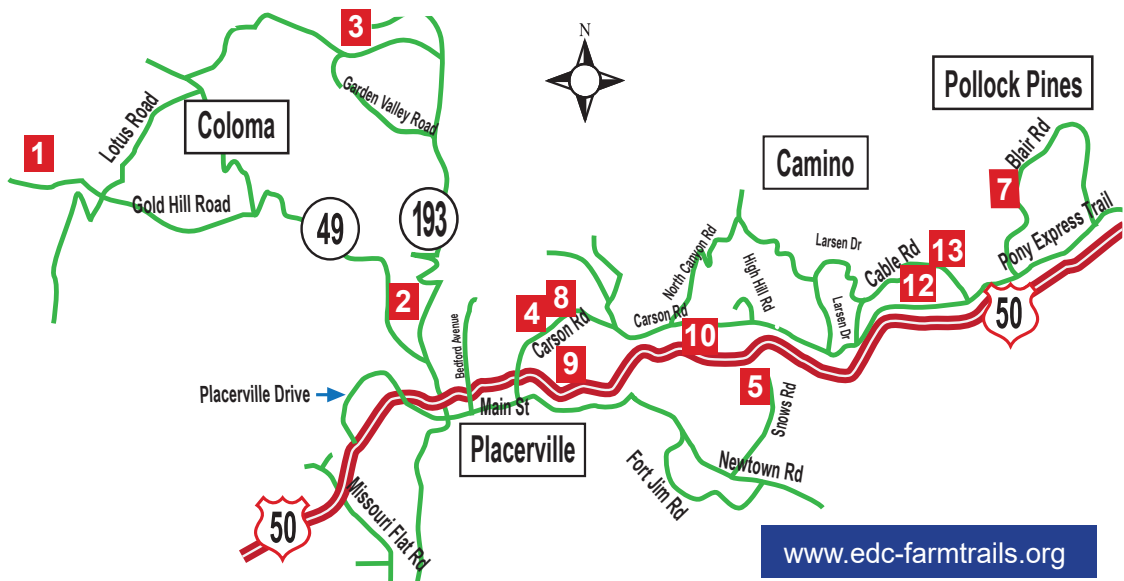 N
3
Pollock Pines
Garden Valley Road
Lotus Road
Coloma
1
Blair Rd
Camino
7
Gold Hill Road
49
193
Pony Express Trail
North Canyon Rd
Larsen Dr
Cable Rd
13
High Hill Rd
12
2
8
4
Carson Rd
Carson Rd
10
Larsen Dr
50
Bedford Avenue
9
5
Placerville Drive
Main St
Snows Rd
Placerville
Newtown Rd
Fort Jim Rd
Missouri Flat Rd
50
www.edc-farmtrails.org